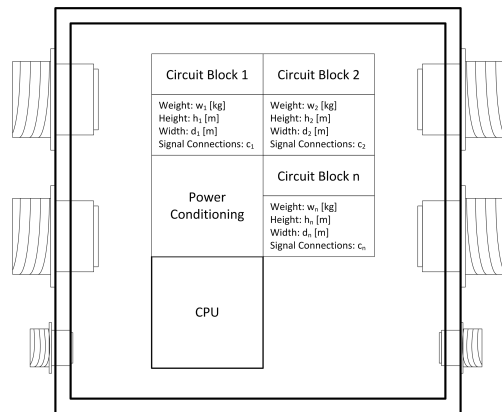 Circuit Block 1
Circuit Block 2
Weight: w₁ [kg]
Height: h₁ [m]
Width: d₁ [m]
Signal Connections: c₁
Weight: w₂ [kg]
Height: h₂ [m]
Width: d₂ [m]
Signal Connections: c₂
Power
Conditioning
Circuit Block n
Weight: wₙ [kg]
Height: hₙ [m]
Width: dₙ [m]
Signal Connections: cₙ
CPU